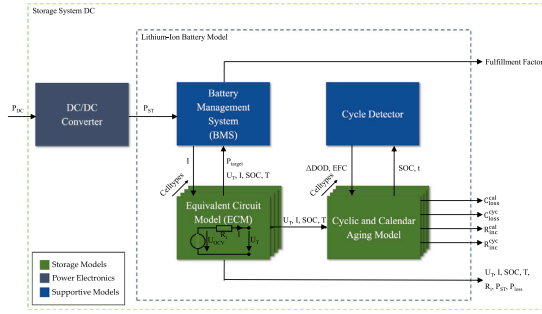 Storage System DC
Lithium-Ion Battery Model
Fulfillment Factor
P_DC
DC/DC
Converter
P_ST
Battery
Management
System
(BMS)
Cycle Detector
I
P_target
U_T, I, SOC, T
ΔDOD, EFC
SOC, t
Celltypes
Celltypes
Equivalent Circuit
Model (ECM)
R_i
I
U_OCV
U_T
U_T, I, SOC, T
Cyclic and Calendar
Aging Model
C_loss^cal
C_loss^cyc
R_inc^cal
R_inc^cyc
U_T, I, SOC, T,
R_i, P_ST, P_loss
Storage Models
Power Electronics
Supportive Models